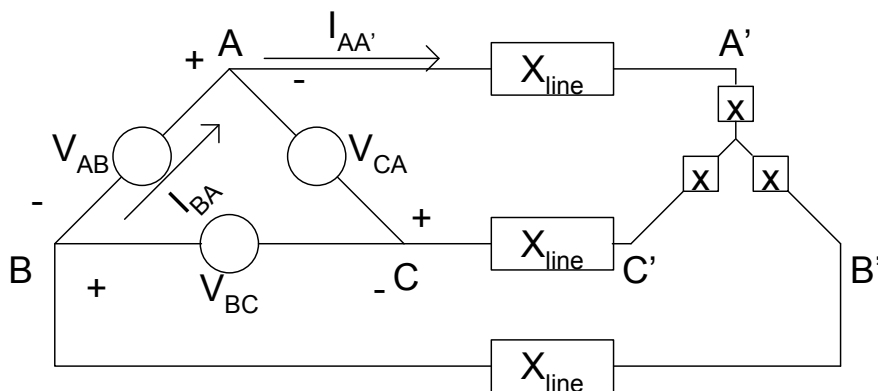 I_AA'
A
A'
+
-
X_line
X
V_AB
V_CA
X
X
I_BA
-
+
X_line
B
+
V_BC
-
C
C'
B'
X_line